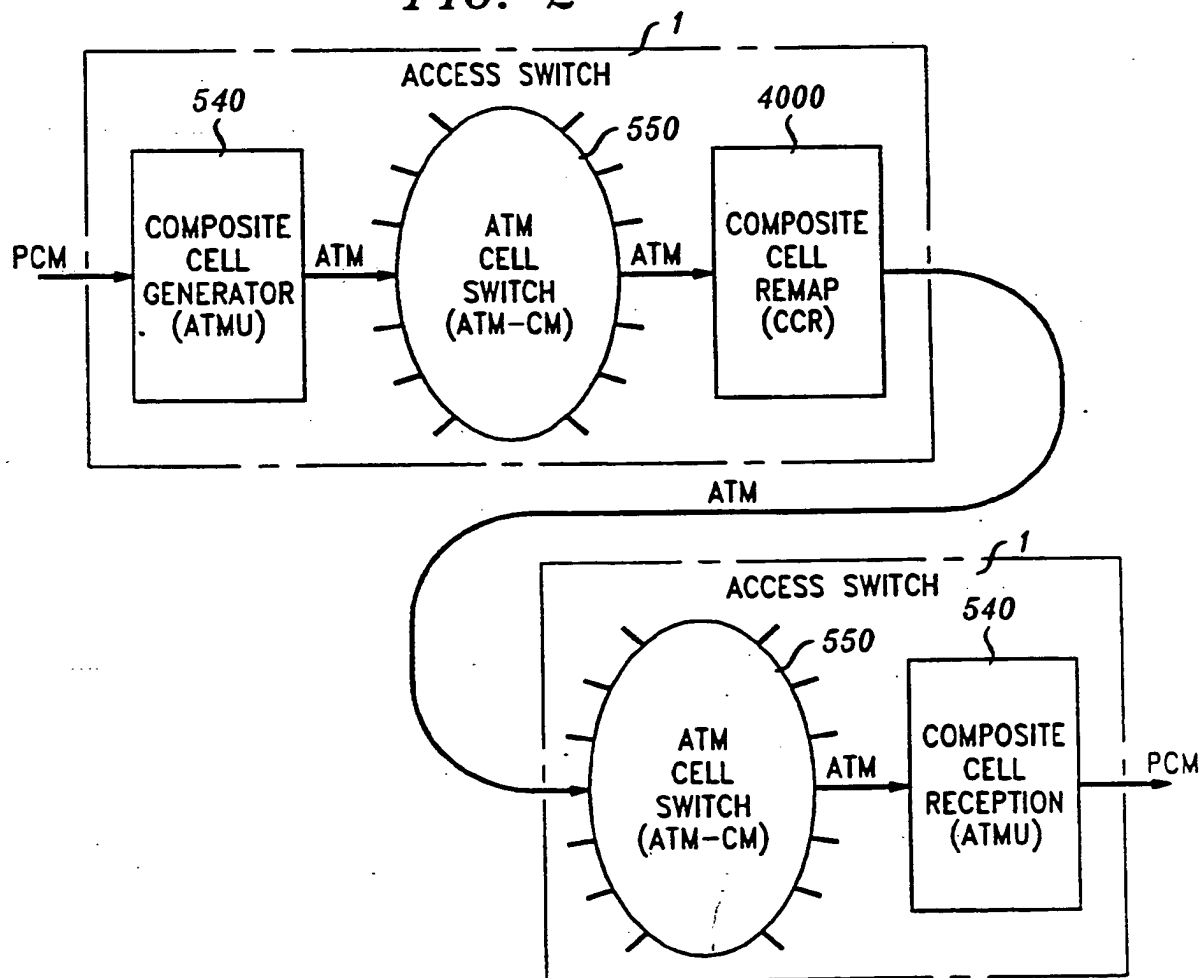 FIG. 2
1
ACCESS SWITCH
540
550
4000
PCM
COMPOSITE
CELL
GENERATOR
(ATMU)
ATM
ATM
CELL
SWITCH
(ATM-CM)
ATM
COMPOSITE
CELL
REMAP
(CCR)
ATM
1
ACCESS SWITCH
550
540
ATM
CELL
SWITCH
(ATM-CM)
ATM
COMPOSITE
CELL
RECEPTION
(ATMU)
PCM